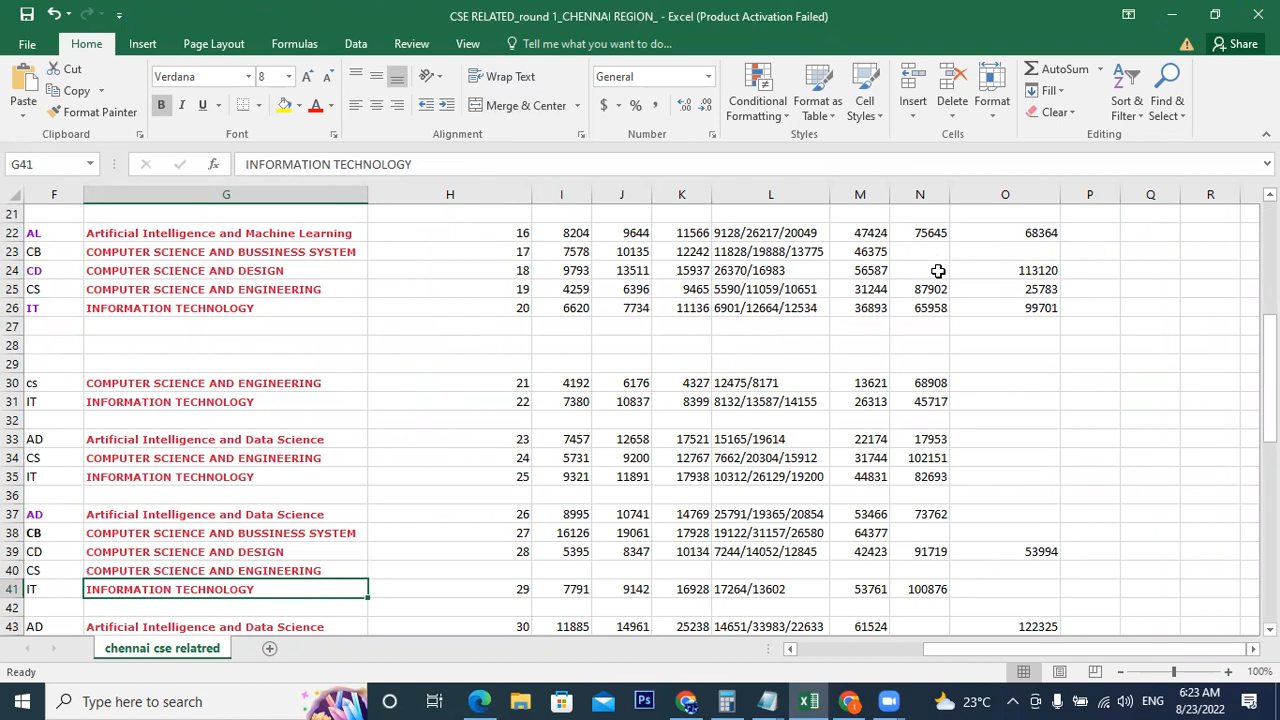 CSE RELATED_round 1_CHENNAI REGION_ - Excel (Product Activation Failed)
File Home Insert Page Layout Formulas Data Review View Tell me what you want to do... Share
Paste Cut Copy Format Painter Clipboard
Verdana 8 B I U A Font
Wrap Text Merge & Center Alignment
General $ % , Number
Conditional Formatting Format as Table Cell Styles Styles
Insert Delete Format Cells
AutoSum Fill Clear Sort & Filter Find & Select Editing
G41 fx INFORMATION TECHNOLOGY
F G H I J K L M N O P Q R
21
22 AL Artificial Intelligence and Machine Learning 16 8204 9644 11566 9128/26217/20049 47424 75645 68364
23 CB COMPUTER SCIENCE AND BUSSINESS SYSTEM 17 7578 10135 12242 11828/19888/13775 46375
24 CD COMPUTER SCIENCE AND DESIGN 18 9793 13511 15937 26370/16983 56587 113120
25 CS COMPUTER SCIENCE AND ENGINEERING 19 4259 6396 9465 5590/11059/10651 31244 87902 25783
26 IT INFORMATION TECHNOLOGY 20 6620 7734 11136 6901/12664/12534 36893 65958 99701
27
28
29
30 cs COMPUTER SCIENCE AND ENGINEERING 21 4192 6176 4327 12475/8171 13621 68908
31 IT INFORMATION TECHNOLOGY 22 7380 10837 8399 8132/13587/14155 26313 45717
32
33 AD Artificial Intelligence and Data Science 23 7457 12658 17521 15165/19614 22174 17953
34 CS COMPUTER SCIENCE AND ENGINEERING 24 5731 9200 12767 7662/20304/15912 31744 102151
35 IT INFORMATION TECHNOLOGY 25 9321 11891 17938 10312/26129/19200 44831 82693
36
37 AD Artificial Intelligence and Data Science 26 8995 10741 14769 25791/19365/20854 53466 73762
38 CB COMPUTER SCIENCE AND BUSSINESS SYSTEM 27 16126 19061 17928 19122/31157/26580 64377
39 CD COMPUTER SCIENCE AND DESIGN 28 5395 8347 10134 7244/14052/12845 42423 91719 53994
40 CS COMPUTER SCIENCE AND ENGINEERING
41 IT INFORMATION TECHNOLOGY 29 7791 9142 16928 17264/13602 53761 100876
42
43 AD Artificial Intelligence and Data Science 30 11885 14961 25238 14651/33983/22633 61524 122325
chennai cse relatred
Ready 100%
Type here to search Ps 23°C ENG 6:23 AM
8/23/2022